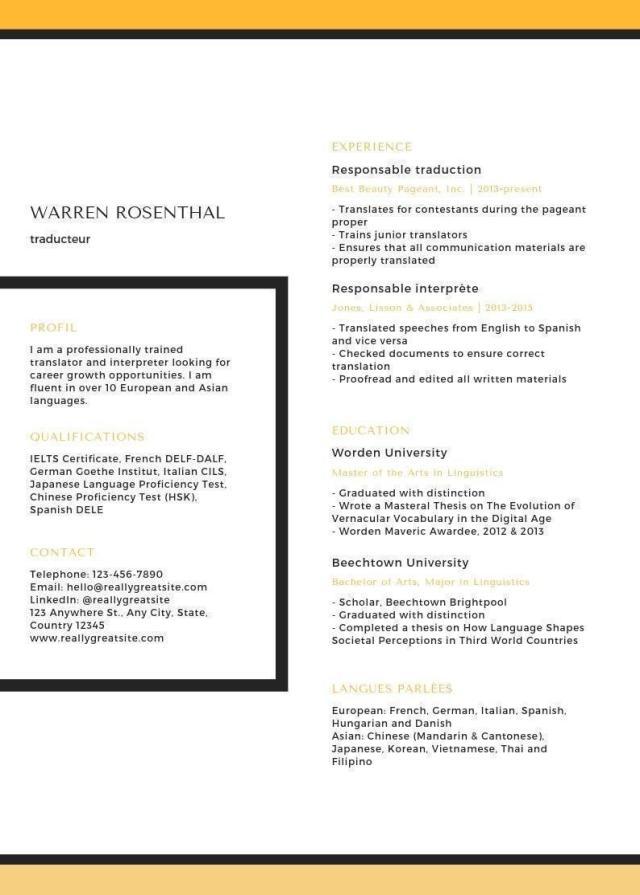 WARREN ROSENTHAL
traducteur
PROFIL
I am a professionally trained
translator and interpreter looking for
career growth opportunities. I am
fluent in over 10 European and Asian
languages.
QUALIFICATIONS
IELTS Certificate, French DELF-DALF,
German Goethe Institut, Italian CILS,
Japanese Language Proficiency Test,
Chinese Proficiency Test (HSK),
Spanish DELE
CONTACT
Telephone: 123-456-7890
Email: hello@reallygreatsite.com
LinkedIn: @reallygreatsite
123 Anywhere St., Any City, State,
Country 12345
www.reallygreatsite.com
EXPERIENCE
Responsable traduction
Best Beauty Pageant, Inc. | 2013-present
- Translates for contestants during the pageant
proper
- Trains junior translators
- Ensures that all communication materials are
properly translated
Responsable interprète
Jones, Lisson & Associates | 2013-2015
- Translated speeches from English to Spanish
and vice versa
- Checked documents to ensure correct
translation
- Proofread and edited all written materials
EDUCATION
Worden University
Master of the Arts in Linguistics
- Graduated with distinction
- Wrote a Masteral Thesis on The Evolution of
Vernacular Vocabulary in the Digital Age
- Worden Maveric Awardee, 2012 & 2013
Beechtown University
Bachelor of Arts, Major in Linguistics
- Scholar, Beechtown Brightpool
- Graduated with distinction
- Completed a thesis on How Language Shapes
Societal Perceptions in Third World Countries
LANGUES PARLÉES
European: French, German, Italian, Spanish,
Hungarian and Danish
Asian: Chinese (Mandarin & Cantonese),
Japanese, Korean, Vietnamese, Thai and
Filipino